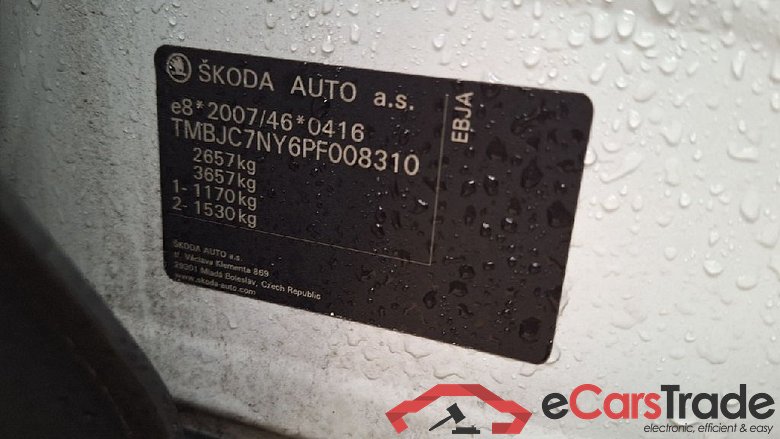 ŠKODA AUTO a.s.
e8*2007/46*0416
TMBJC7NY6PF008310
2657kg
3657kg
1- 1170kg
2- 1530kg
EBJA
ŠKODA AUTO a.s.
tř. Václava Klementa 869
29301 Mladá Boleslav, Czech Republic
www.skoda-auto.com
eCarsTrade
electronic, efficient & easy